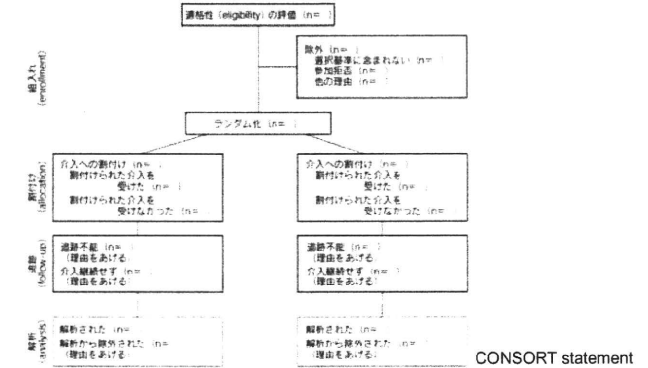 適格性（eligibility）の評価（n=　）
除外（n=　）
選択基準に含まれない（n=　）
参加拒否（n=　）
他の理由（n=　）
組入れ
(enrollment)
ランダム化（n=　）
割付け
(allocation)
介入への割付け（n=　）
割付けられた介入を
受けた（n=　）
割付けられた介入を
受けなかった（n=
介入への割付け（n=　）
割付けられた介入を
受けた（n=　）
割付けられた介入を
受けなかった（n=
追跡
(follow-up)
追跡不能（n=　）
（理由をあげる）
介入継続せず（n=　）
（理由をあげる）
追跡不能（n=　）
（理由をあげる）
介入継続せず（n=　）
（理由をあげる）
解析
(analysis)
解析された（n=　）
解析から除外された（n=　）
（理由をあげる）
解析された（n=　）
解析から除外された（n=　）
（理由をあげる）
CONSORT statement